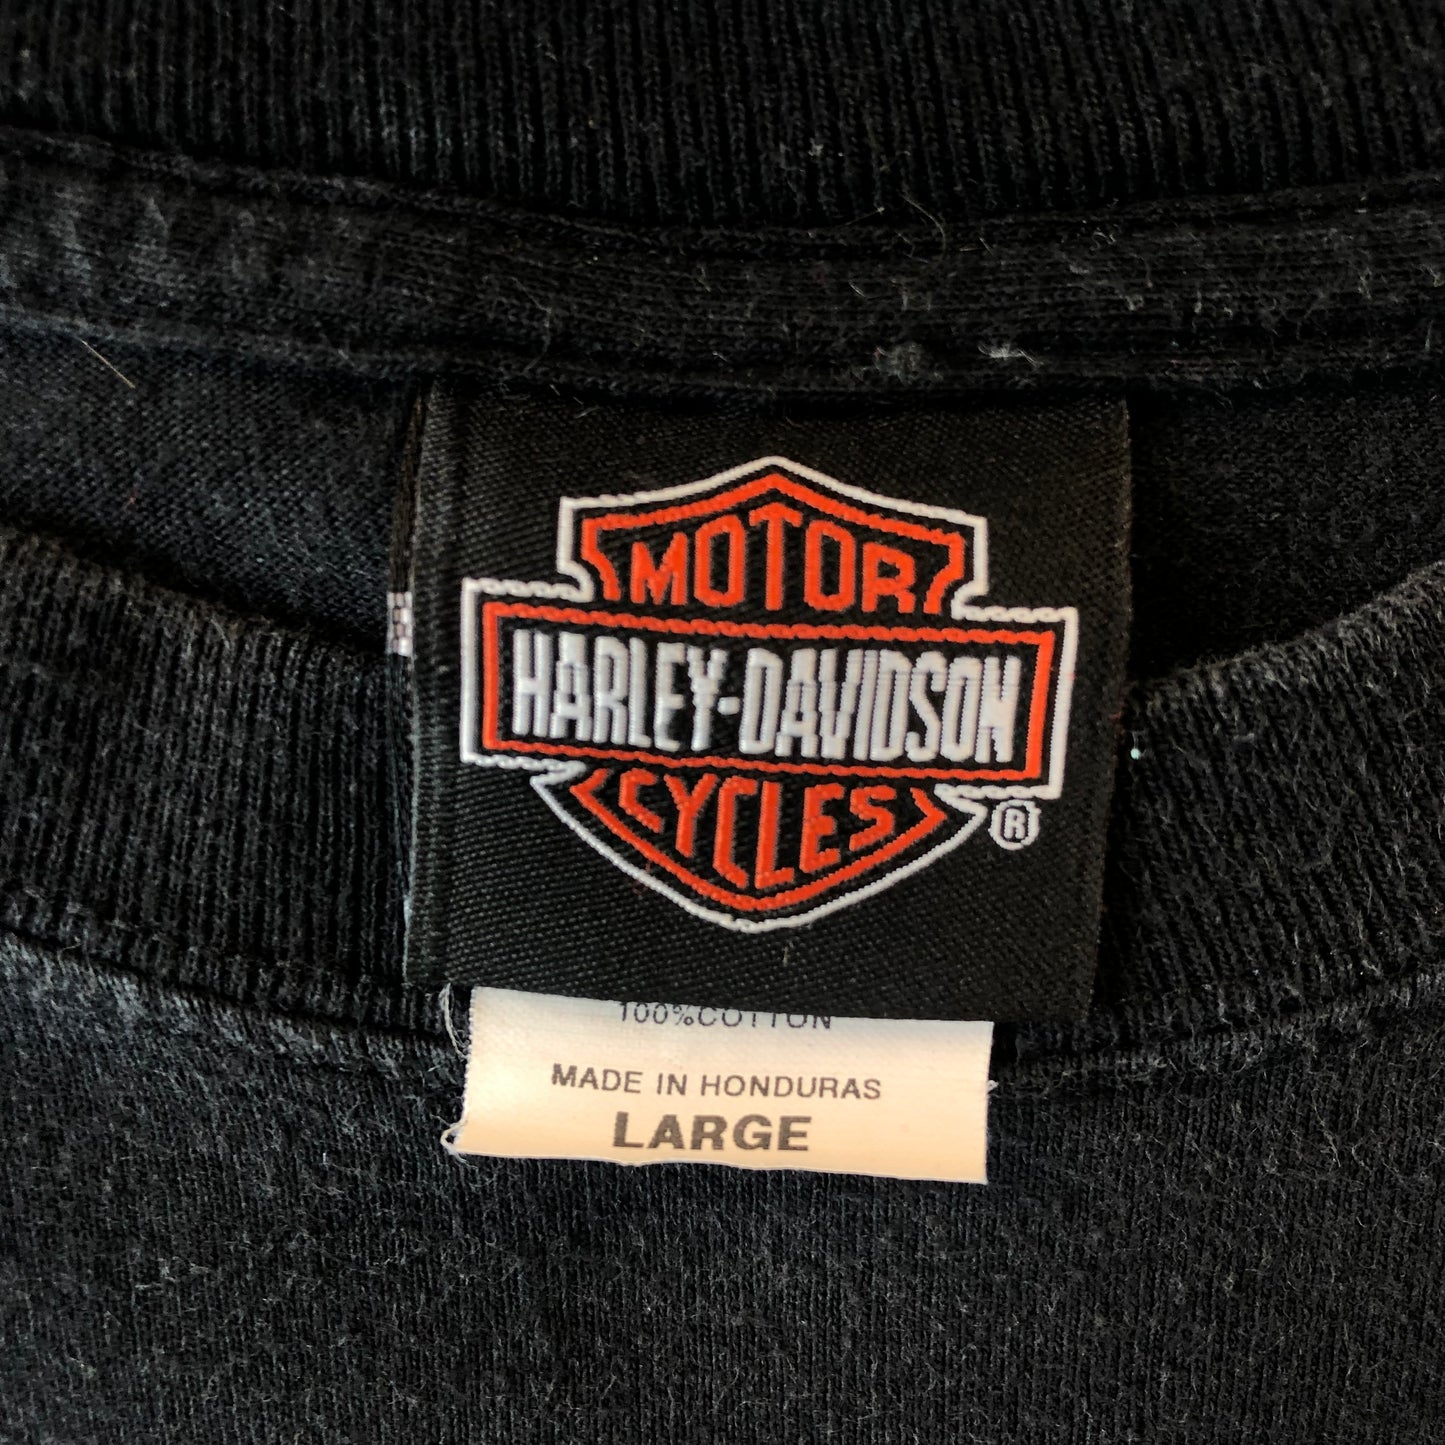 MOTOR
HARLEY-DAVIDSON
CYCLES
®
100%COTTON
MADE IN HONDURAS
LARGE